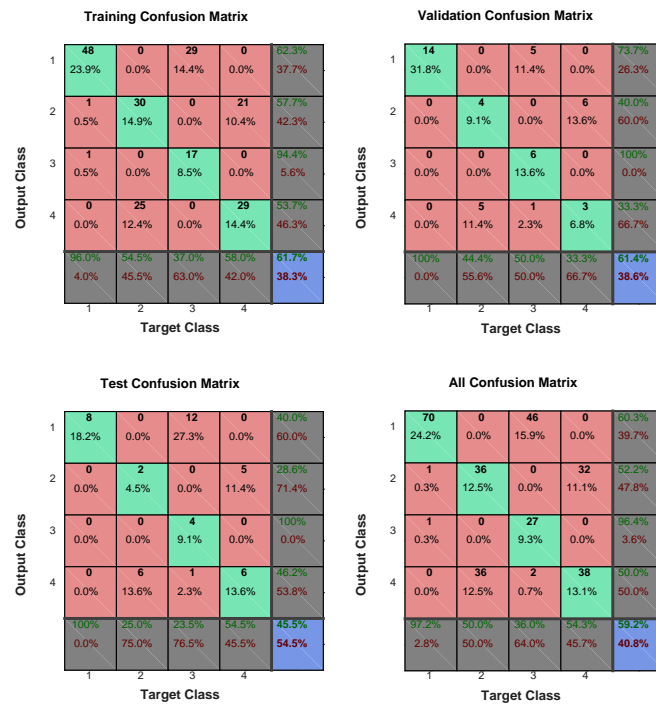 Training Confusion Matrix
48 0 29 0 62.3%
1
23.9% 0.0% 14.4% 0.0% 37.7%
1 30 0 21 57.7%
2
0.5% 14.9% 0.0% 10.4% 42.3%
1 0 17 0 94.4%
3
0.5% 0.0% 8.5% 0.0% 5.6%
0 25 0 29 53.7%
4
0.0% 12.4% 0.0% 14.4% 46.3%
96.0% 54.5% 37.0% 58.0% 61.7%
4.0% 45.5% 63.0% 42.0% 38.3%
1 2 3 4
Target Class
Output Class
Validation Confusion Matrix
14 0 5 0 73.7%
1
31.8% 0.0% 11.4% 0.0% 26.3%
0 4 0 6 40.0%
2
0.0% 9.1% 0.0% 13.6% 60.0%
0 0 6 0 100%
3
0.0% 0.0% 13.6% 0.0% 0.0%
0 5 1 3 33.3%
4
0.0% 11.4% 2.3% 6.8% 66.7%
100% 44.4% 50.0% 33.3% 61.4%
0.0% 55.6% 50.0% 66.7% 38.6%
1 2 3 4
Target Class
Output Class
Test Confusion Matrix
8 0 12 0 40.0%
1
18.2% 0.0% 27.3% 0.0% 60.0%
0 2 0 5 28.6%
2
0.0% 4.5% 0.0% 11.4% 71.4%
0 0 4 0 100%
3
0.0% 0.0% 9.1% 0.0% 0.0%
0 6 1 6 46.2%
4
0.0% 13.6% 2.3% 13.6% 53.8%
100% 25.0% 23.5% 54.5% 45.5%
0.0% 75.0% 76.5% 45.5% 54.5%
1 2 3 4
Target Class
Output Class
All Confusion Matrix
70 0 46 0 60.3%
1
24.2% 0.0% 15.9% 0.0% 39.7%
1 36 0 32 52.2%
2
0.3% 12.5% 0.0% 11.1% 47.8%
1 0 27 0 96.4%
3
0.3% 0.0% 9.3% 0.0% 3.6%
0 36 2 38 50.0%
4
0.0% 12.5% 0.7% 13.1% 50.0%
97.2% 50.0% 36.0% 54.3% 59.2%
2.8% 50.0% 64.0% 45.7% 40.8%
1 2 3 4
Target Class
Output Class